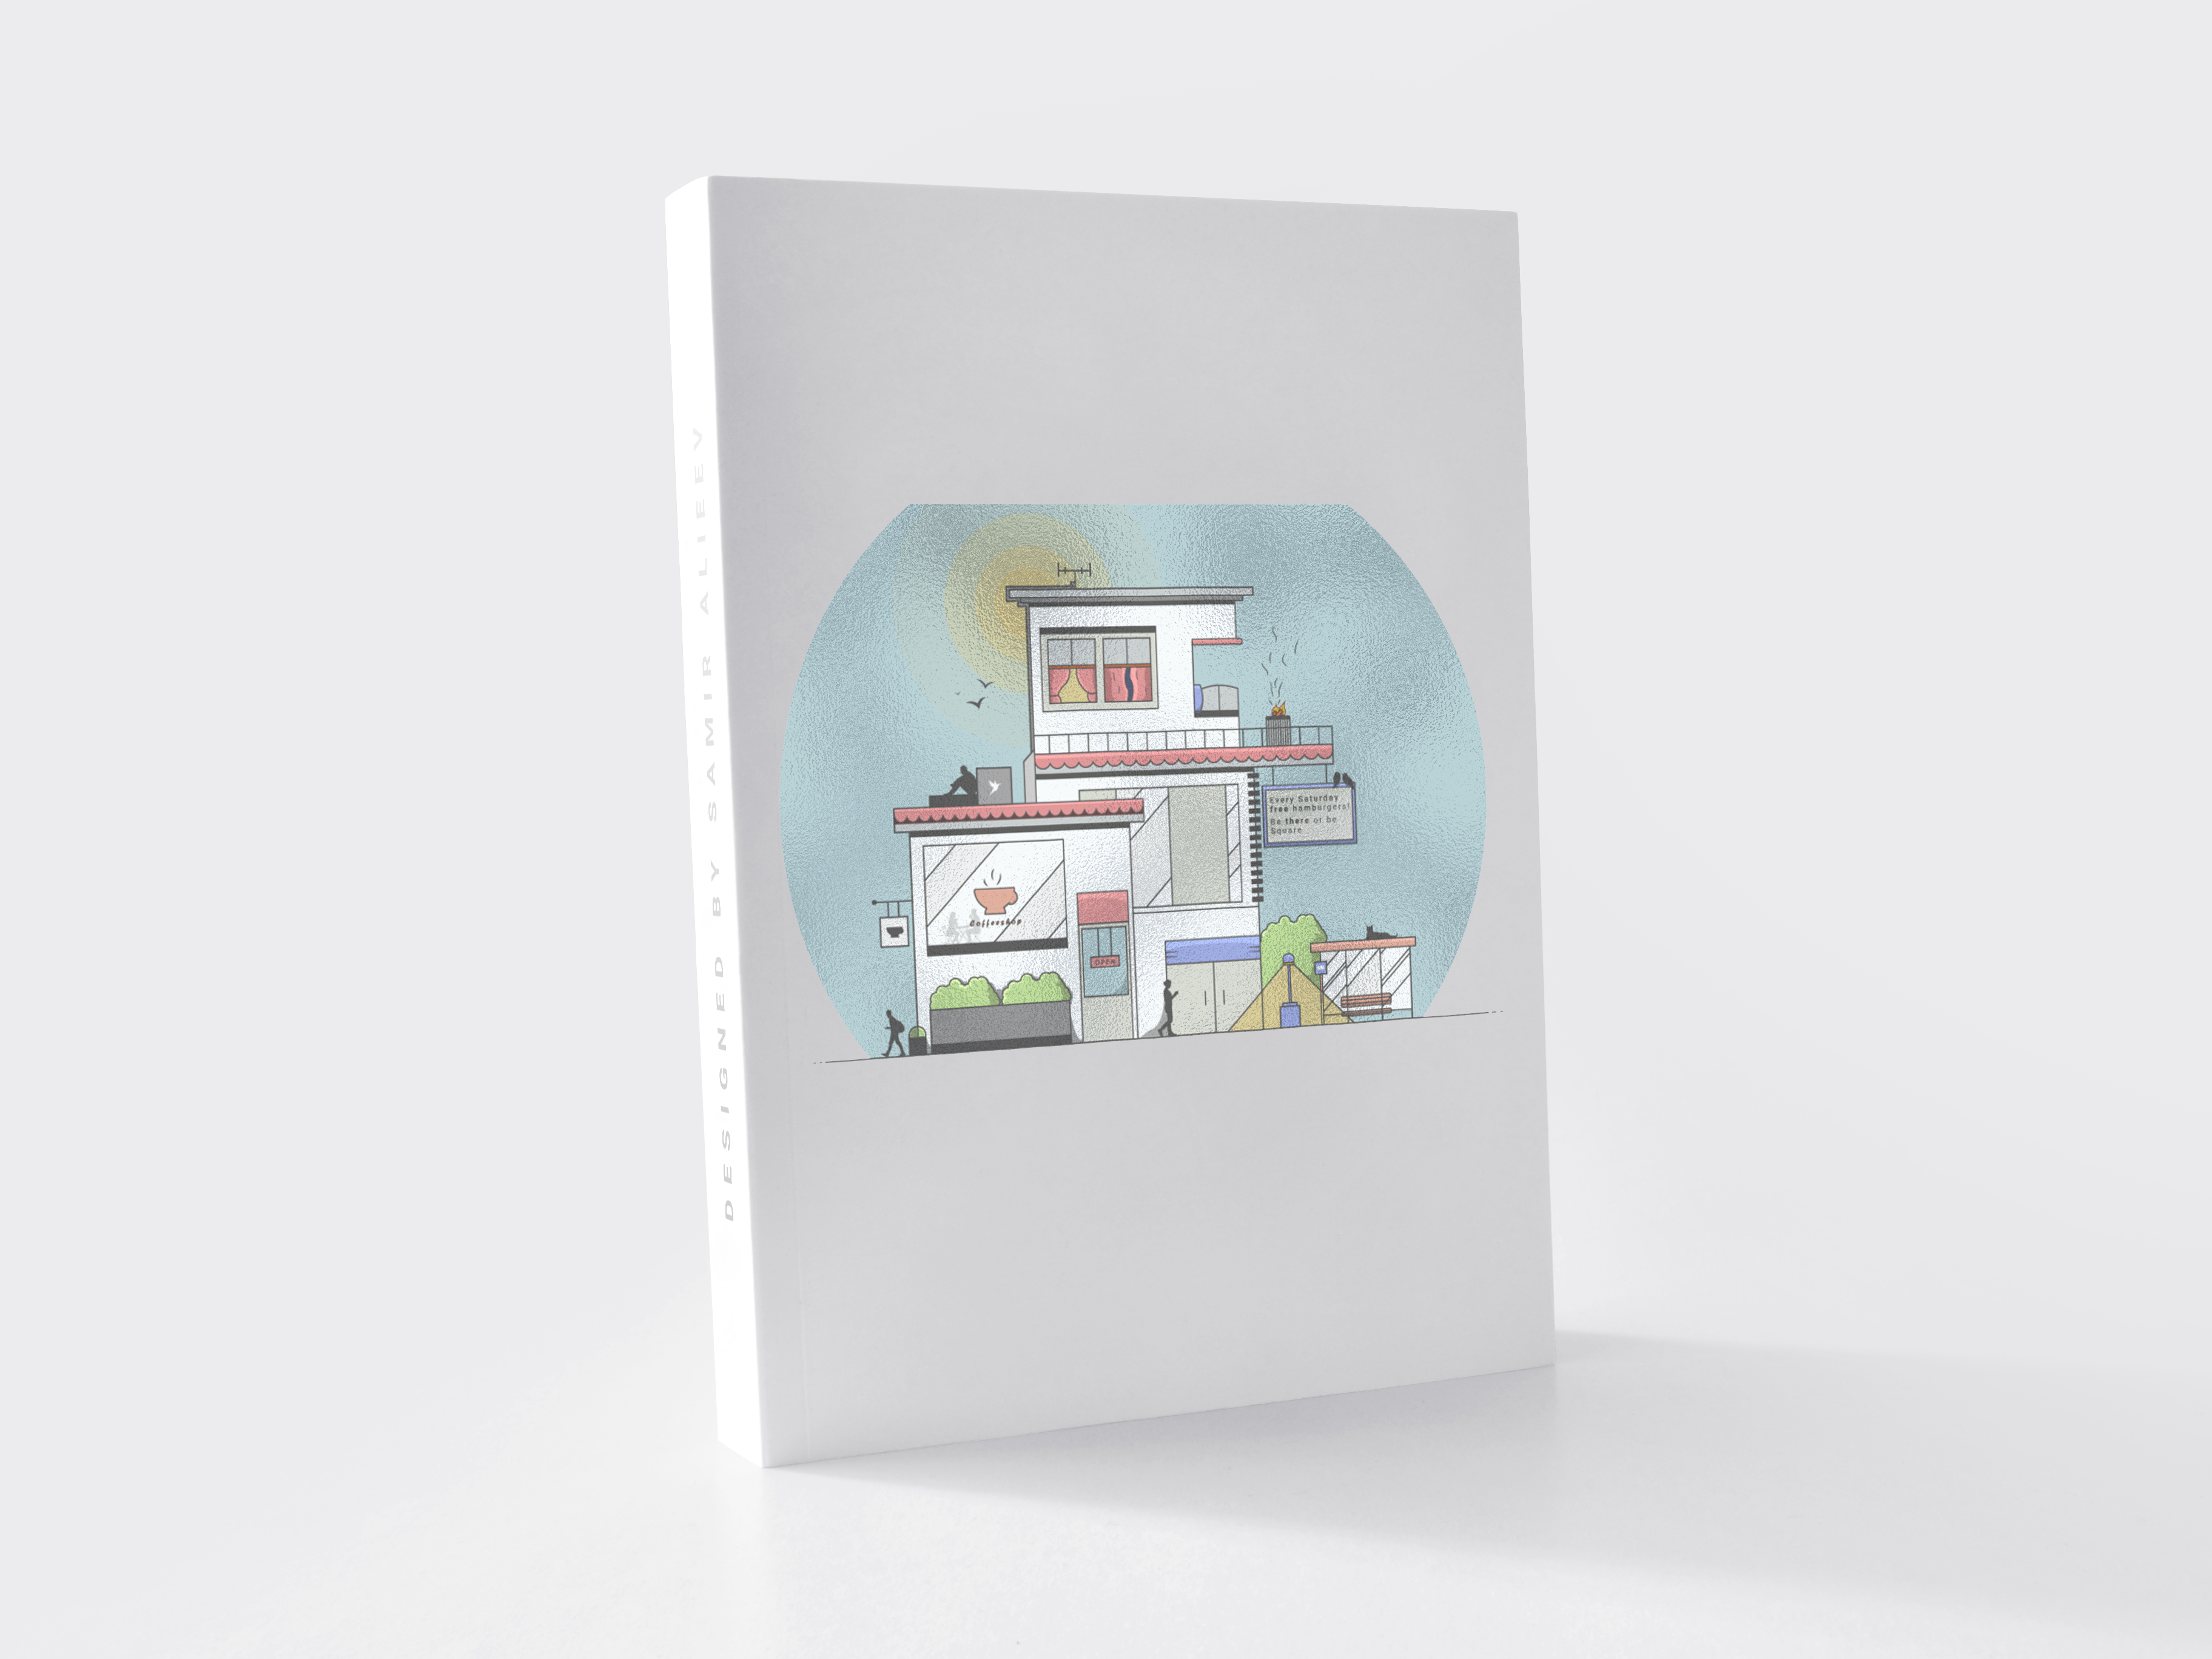 DESIGNED BY SAMIR ALIEEV
Every Saturday
free hamburgers!
Be there or be
Square
Coffeeshop
OPEN